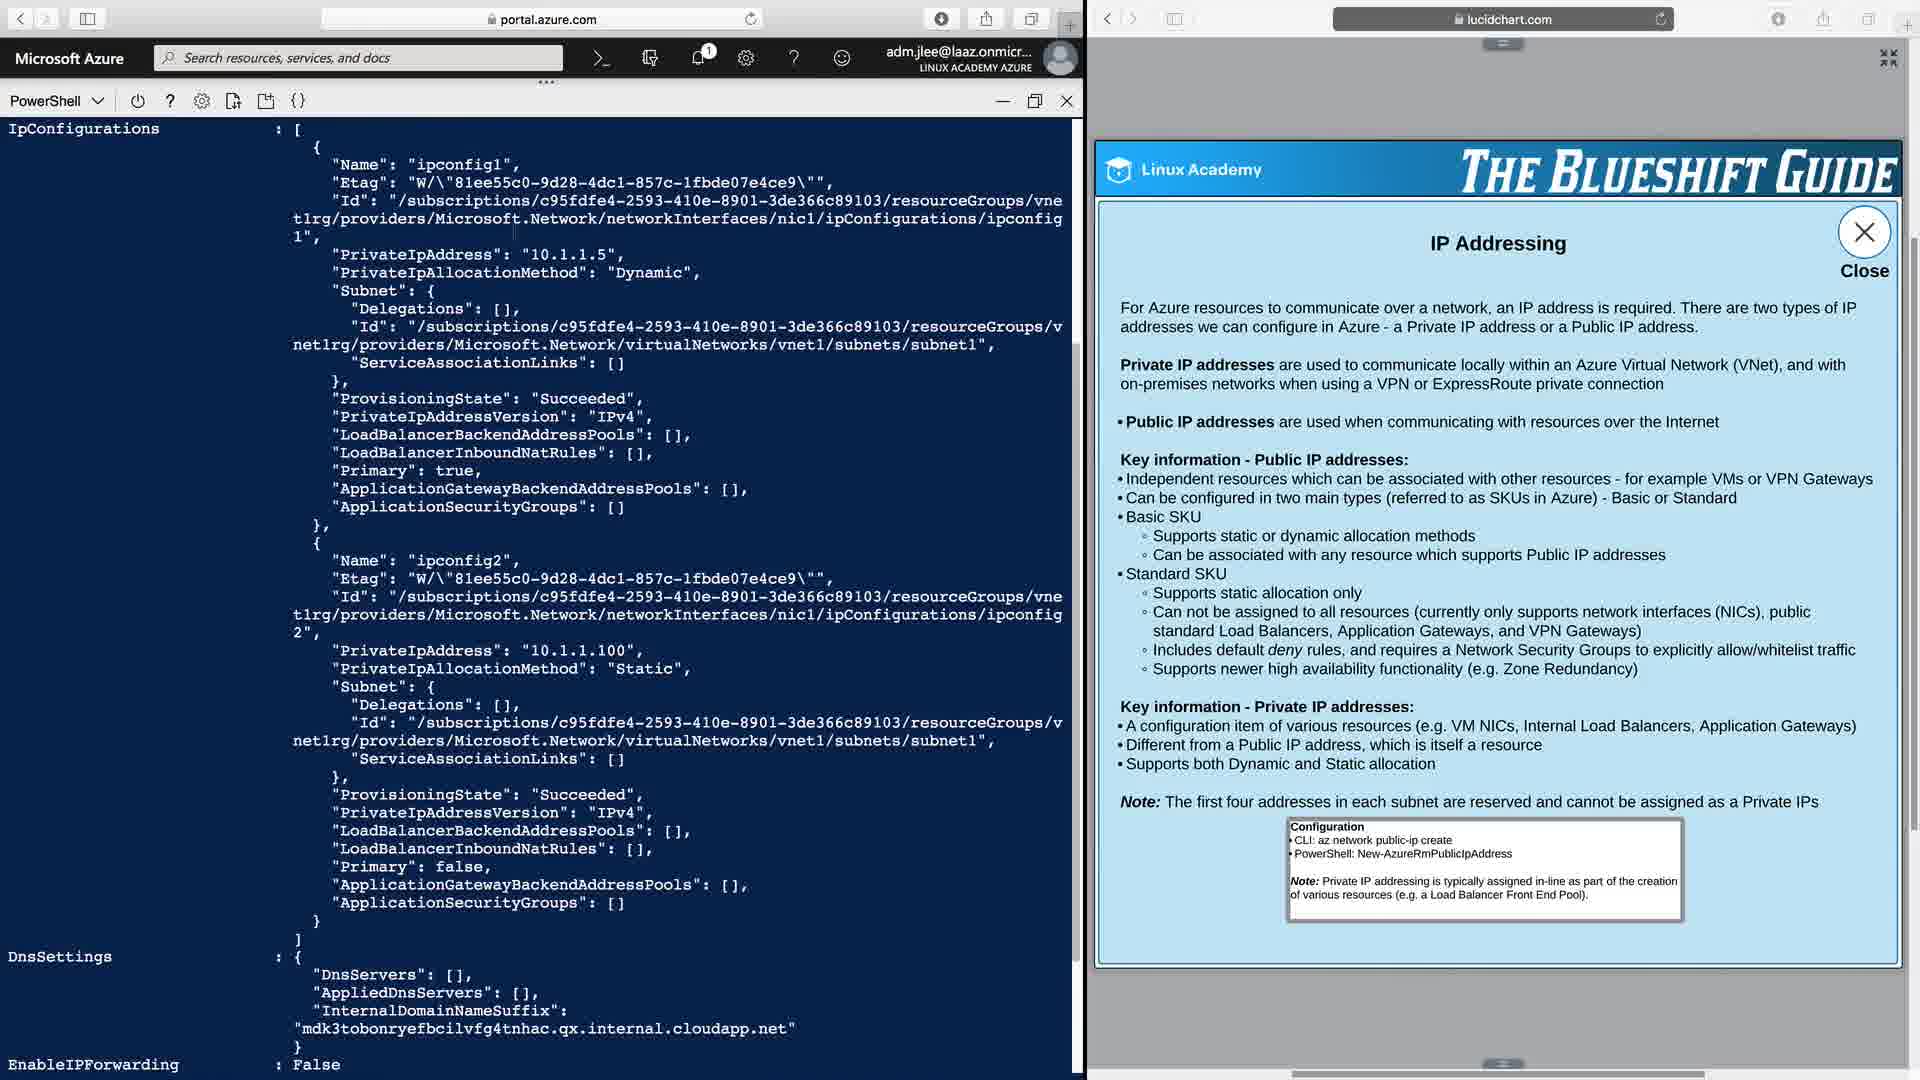 portal.azure.com
Microsoft Azure
Search resources, services, and docs
1
adm.jlee@laaz.onmicr...
LINUX ACADEMY AZURE
PowerShell
IpConfigurations : [
{
"Name": "ipconfig1",
"Etag": "W/\"81ee55c0-9d28-4dc1-857c-1fbde07e4ce9\"",
"Id": "/subscriptions/c95fdfe4-2593-410e-8901-3de366c89103/resourceGroups/vne
t1rg/providers/Microsoft.Network/networkInterfaces/nic1/ipConfigurations/ipconfig
1",
"PrivateIpAddress": "10.1.1.5",
"PrivateIpAllocationMethod": "Dynamic",
"Subnet": {
"Delegations": [],
"Id": "/subscriptions/c95fdfe4-2593-410e-8901-3de366c89103/resourceGroups/v
net1rg/providers/Microsoft.Network/virtualNetworks/vnet1/subnets/subnet1",
"ServiceAssociationLinks": []
},
"ProvisioningState": "Succeeded",
"PrivateIpAddressVersion": "IPv4",
"LoadBalancerBackendAddressPools": [],
"LoadBalancerInboundNatRules": [],
"Primary": true,
"ApplicationGatewayBackendAddressPools": [],
"ApplicationSecurityGroups": []
},
{
"Name": "ipconfig2",
"Etag": "W/\"81ee55c0-9d28-4dc1-857c-1fbde07e4ce9\"",
"Id": "/subscriptions/c95fdfe4-2593-410e-8901-3de366c89103/resourceGroups/vne
t1rg/providers/Microsoft.Network/networkInterfaces/nic1/ipConfigurations/ipconfig
2",
"PrivateIpAddress": "10.1.1.100",
"PrivateIpAllocationMethod": "Static",
"Subnet": {
"Delegations": [],
"Id": "/subscriptions/c95fdfe4-2593-410e-8901-3de366c89103/resourceGroups/v
net1rg/providers/Microsoft.Network/virtualNetworks/vnet1/subnets/subnet1",
"ServiceAssociationLinks": []
},
"ProvisioningState": "Succeeded",
"PrivateIpAddressVersion": "IPv4",
"LoadBalancerBackendAddressPools": [],
"LoadBalancerInboundNatRules": [],
"Primary": false,
"ApplicationGatewayBackendAddressPools": [],
"ApplicationSecurityGroups": []
}
]
DnsSettings : {
"DnsServers": [],
"AppliedDnsServers": [],
"InternalDomainNameSuffix":
"mdk3tobonryefbcilvfg4tnhac.qx.internal.cloudapp.net"
}
EnableIPForwarding : False
lucidchart.com
Linux Academy
THE BLUESHIFT GUIDE
IP Addressing
Close
For Azure resources to communicate over a network, an IP address is required. There are two types of IP
addresses we can configure in Azure - a Private IP address or a Public IP address.
Private IP addresses are used to communicate locally within an Azure Virtual Network (VNet), and with
on-premises networks when using a VPN or ExpressRoute private connection
• Public IP addresses are used when communicating with resources over the Internet
Key information - Public IP addresses:
• Independent resources which can be associated with other resources - for example VMs or VPN Gateways
• Can be configured in two main types (referred to as SKUs in Azure) - Basic or Standard
• Basic SKU
◦ Supports static or dynamic allocation methods
◦ Can be associated with any resource which supports Public IP addresses
• Standard SKU
◦ Supports static allocation only
◦ Can not be assigned to all resources (currently only supports network interfaces (NICs), public
standard Load Balancers, Application Gateways, and VPN Gateways)
◦ Includes default deny rules, and requires a Network Security Groups to explicitly allow/whitelist traffic
◦ Supports newer high availability functionality (e.g. Zone Redundancy)
Key information - Private IP addresses:
• A configuration item of various resources (e.g. VM NICs, Internal Load Balancers, Application Gateways)
• Different from a Public IP address, which is itself a resource
• Supports both Dynamic and Static allocation
Note: The first four addresses in each subnet are reserved and cannot be assigned as a Private IPs
Configuration
• CLI: az network public-ip create
• PowerShell: New-AzureRmPublicIpAddress
Note: Private IP addressing is typically assigned in-line as part of the creation
of various resources (e.g. a Load Balancer Front End Pool).